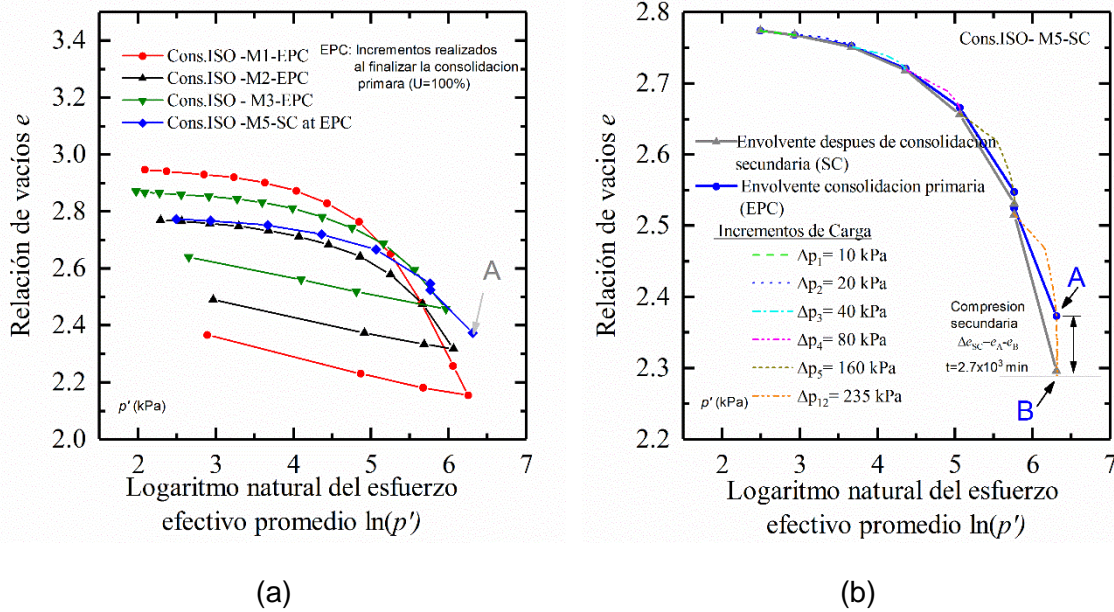 (a)
3.4
3.2
3.0
2.8
2.6
2.4
2.2
2.0
Relación de vacíos e
Cons.ISO -M1-EPC
Cons.ISO -M2-EPC
Cons.ISO - M3-EPC
Cons.ISO -M5-SC at EPC
EPC: Incrementos realizados
al finalizar la consolidacion
primara (U=100%)
A
p' (kPa)
2 3 4 5 6 7
Logaritmo natural del esfuerzo
efectivo promedio ln(p')
(b)
2.8
2.7
2.6
2.5
2.4
2.3
2.2
Relación de vacios e
Cons.ISO- M5-SC
Envolvente despues de consolidacion
secundaria (SC)
Envolvente consolidacion primaria
(EPC)
Incrementos de Carga
Δp1= 10 kPa
Δp2= 20 kPa
Δp3= 40 kPa
Δp4= 80 kPa
Δp5= 160 kPa
Δp12= 235 kPa
A
Compresion
secundaria
ΔeSC=eA-eB
t=2.7x10³ min
B
p' (kPa)
2 3 4 5 6 7
Logaritmo natural del esfuerzo
efectivo promedio ln(p')
(a)
(b)